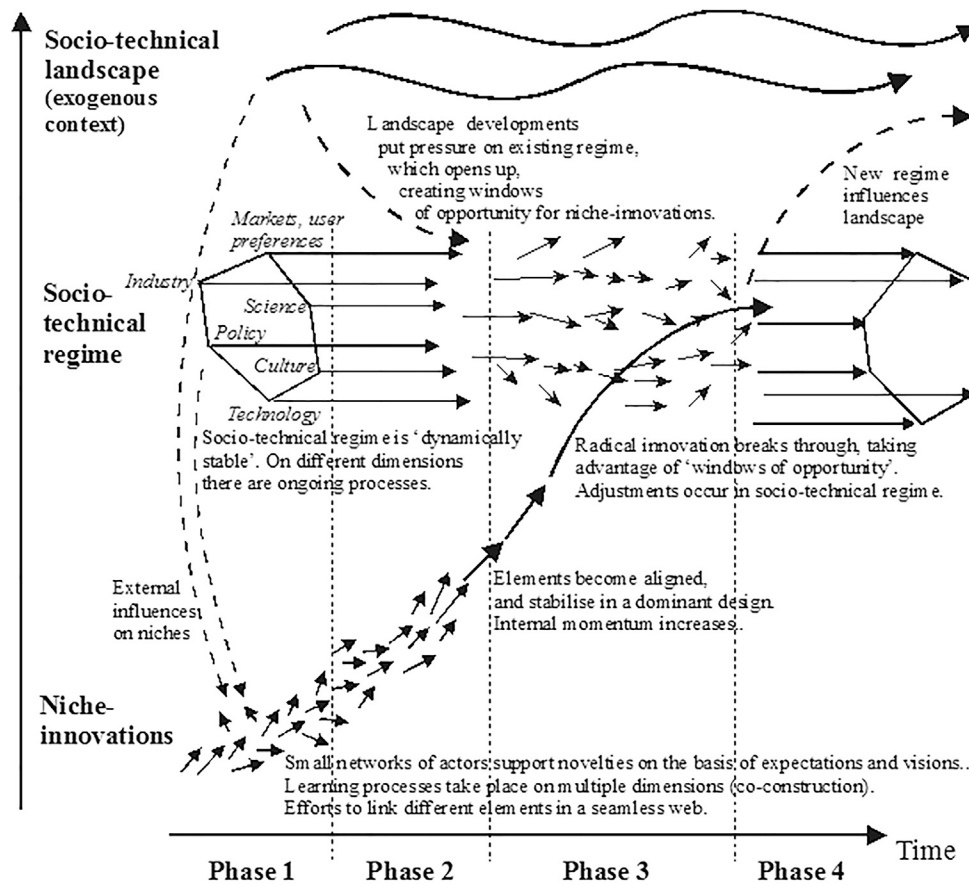 Socio-technical
landscape
(exogenous
context)
Landscape developments
put pressure on existing regime,
which opens up,
creating windows
of opportunity for niche-innovations.
New regime
influences
landscape
Markets, user
preferences
Industry
Science
Policy
Culture
Technology
Socio-
technical
regime
Socio-technical regime is ‘dynamically
stable’. On different dimensions
there are ongoing processes.
Radical innovation breaks through, taking
advantage of ‘windows of opportunity’.
Adjustments occur in socio-technical regime.
External
influences
on niches
Elements become aligned,
and stabilise in a dominant design.
Internal momentum increases..
Niche-
innovations
Small networks of actors support novelties on the basis of expectations and visions..
Learning processes take place on multiple dimensions (co-construction).
Efforts to link different elements in a seamless web.
Time
Phase 1 Phase 2 Phase 3 Phase 4